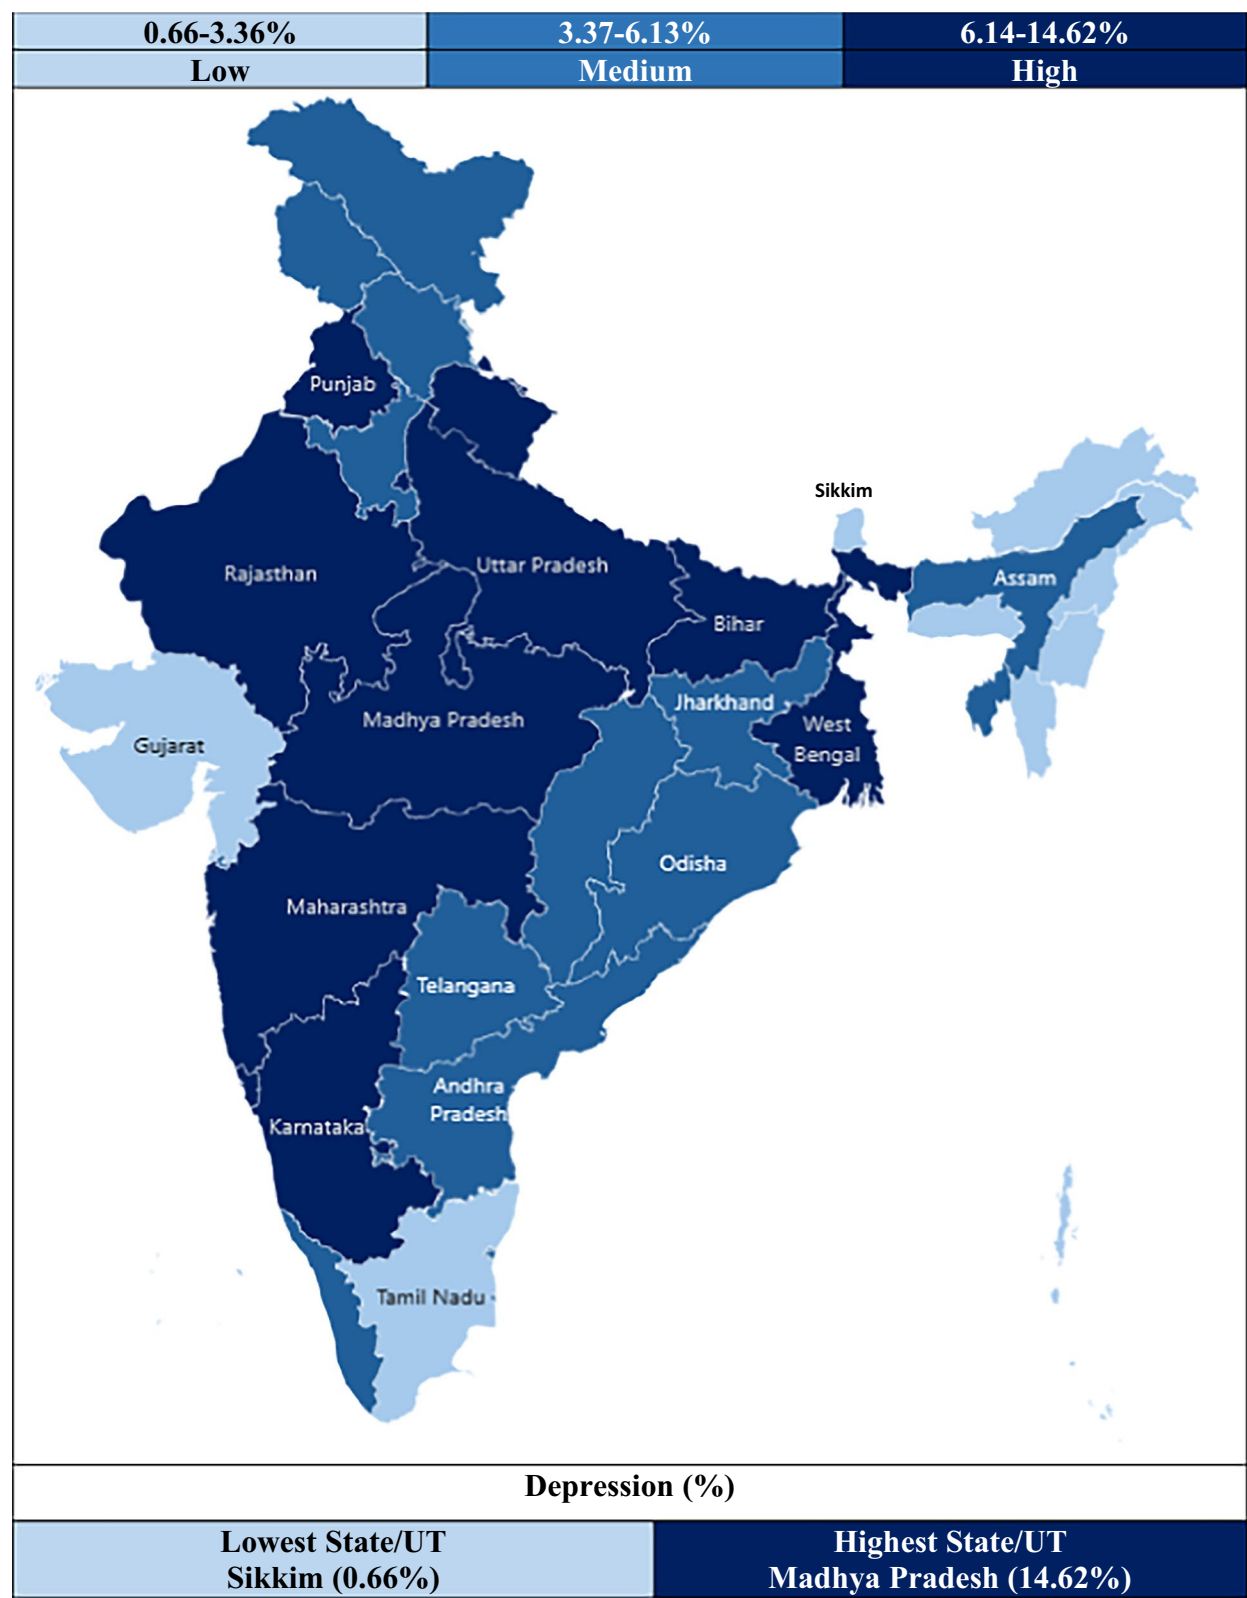 0.66-3.36% 3.37-6.13% 6.14-14.62%
Low Medium High
Punjab
Sikkim
Rajasthan
Uttar Pradesh
Assam
Bihar
Jharkhand
Madhya Pradesh
West
Bengal
Gujarat
Odisha
Maharashtra
Telangana
Andhra
Pradesh
Karnataka
Tamil Nadu
Depression (%)
Lowest State/UT
Sikkim (0.66%)
Highest State/UT
Madhya Pradesh (14.62%)